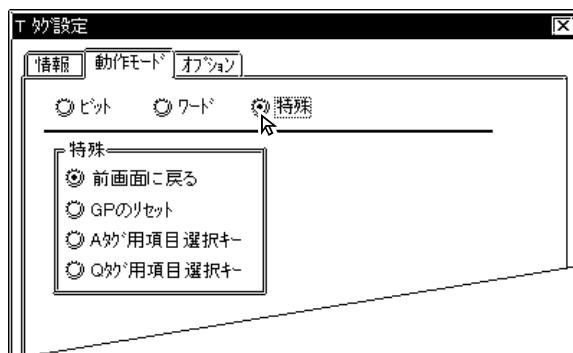 T ﾀｸﾞ設定
情報 動作ﾓｰﾄﾞ ｵﾌﾟｼｮﾝ
ﾋﾞｯﾄ ﾜｰﾄﾞ 特殊
特殊
前画面に戻る
GPのﾘｾｯﾄ
Aﾀｸﾞ用項目選択ｷｰ
Qﾀｸﾞ用項目選択ｷｰ